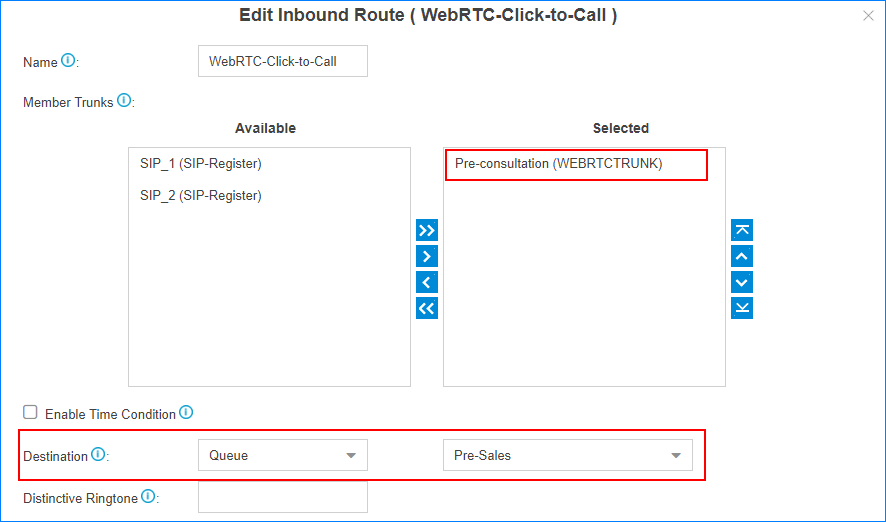 Edit Inbound Route ( WebRTC-Click-to-Call )
Name : WebRTC-Click-to-Call
Member Trunks :
Available Selected
SIP_1 (SIP-Register) Pre-consultation (WEBRTCTRUNK)
SIP_2 (SIP-Register)
Enable Time Condition
Destination : Queue Pre-Sales
Distinctive Ringtone :